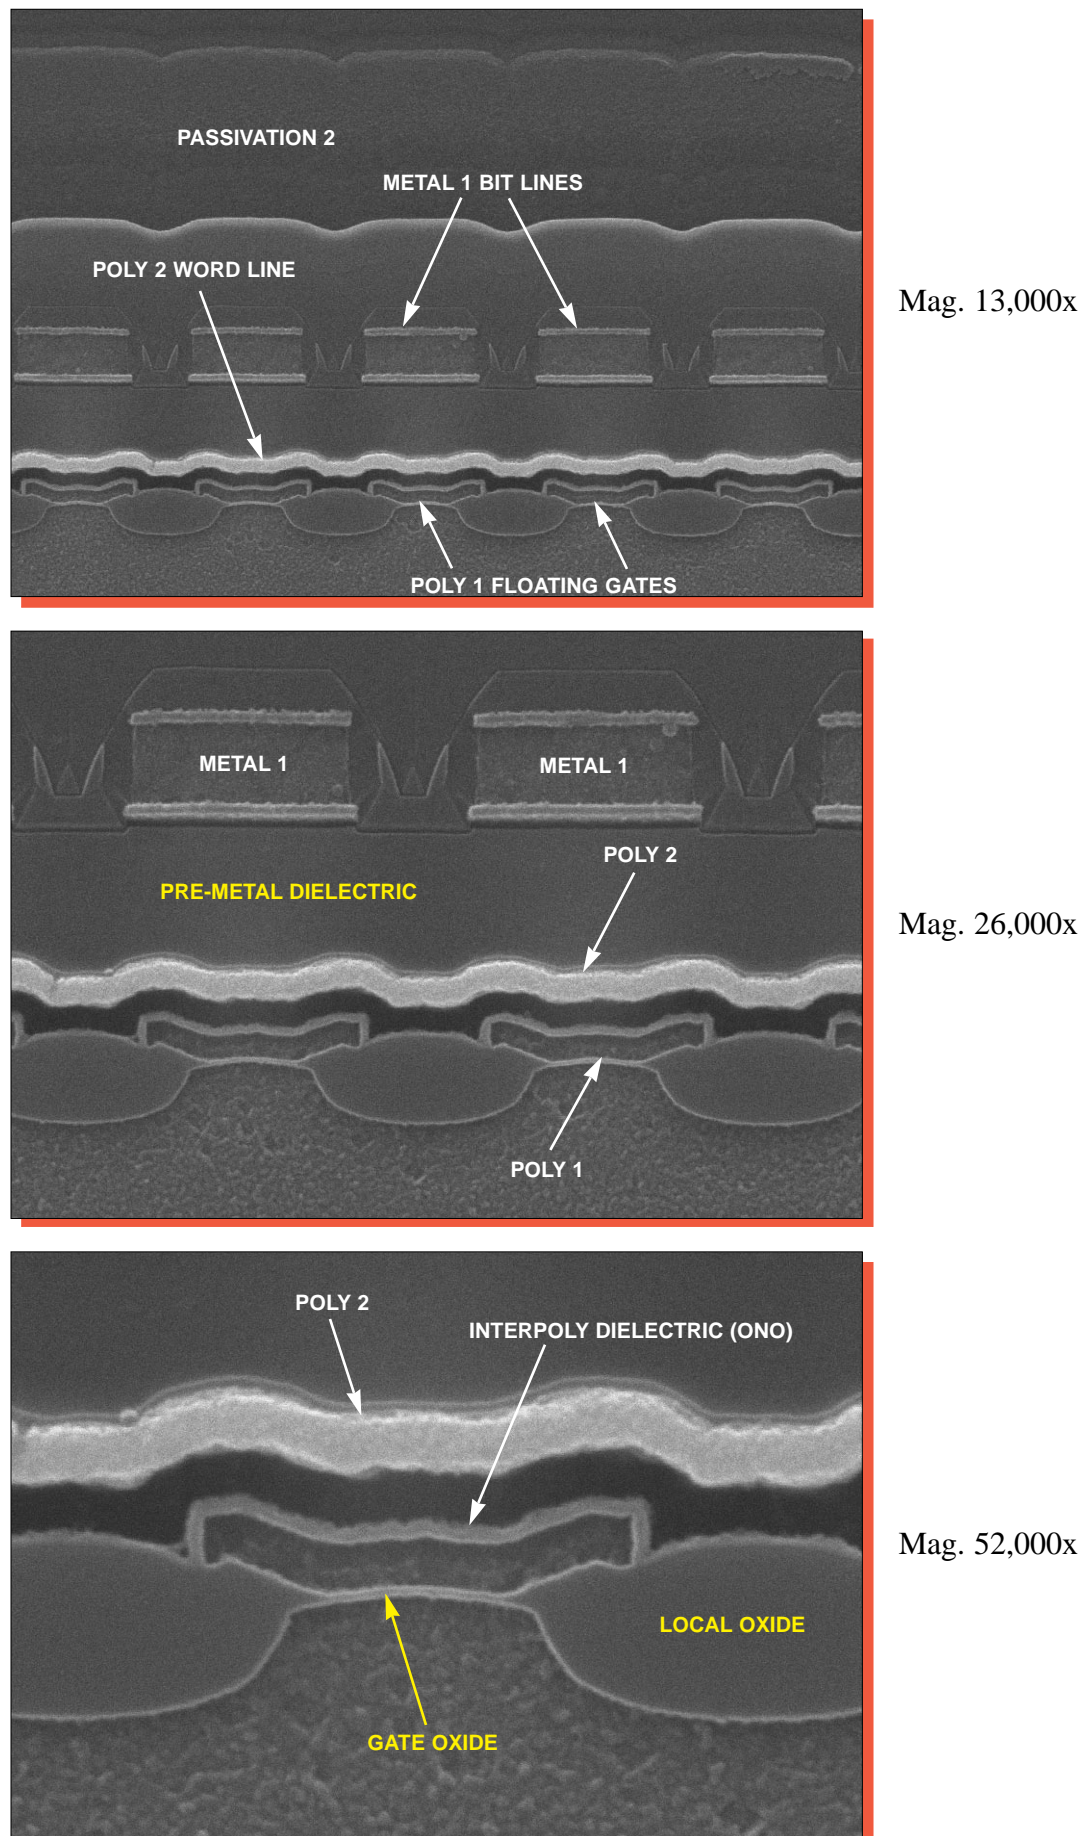 PASSIVATION 2
METAL 1 BIT LINES
POLY 2 WORD LINE
Mag. 13,000x
POLY 1 FLOATING GATES
METAL 1
METAL 1
POLY 2
PRE-METAL DIELECTRIC
Mag. 26,000x
POLY 1
POLY 2
INTERPOLY DIELECTRIC (ONO)
Mag. 52,000x
LOCAL OXIDE
GATE OXIDE